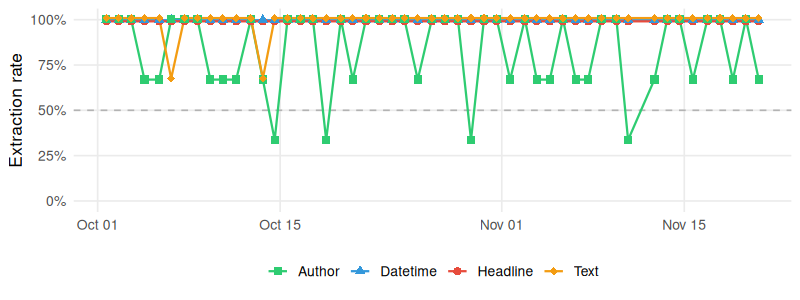 Extraction rate
100%
75%
50%
25%
0%
Oct 01 Oct 15 Nov 01 Nov 15
Author Datetime Headline Text